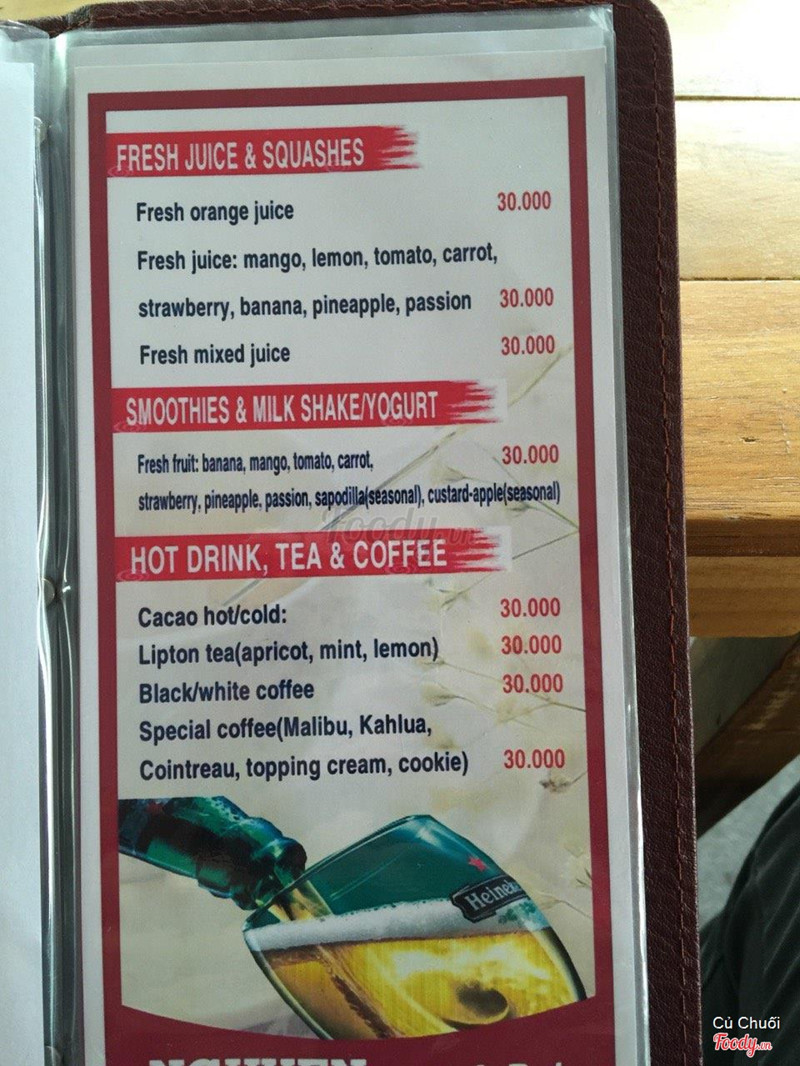 FRESH JUICE & SQUASHES
Fresh orange juice 30.000
Fresh juice: mango, lemon, tomato, carrot,
strawberry, banana, pineapple, passion 30.000
Fresh mixed juice 30.000
SMOOTHIES & MILK SHAKE/YOGURT
Fresh fruit: banana, mango, tomato, carrot, 30.000
strawberry, pineapple, passion, sapodilla(seasonal), custard-apple(seasonal)
Foody.vn
HOT DRINK, TEA & COFFEE
Cacao hot/cold: 30.000
Lipton tea(apricot, mint, lemon) 30.000
Black/white coffee 30.000
Special coffee(Malibu, Kahlua,
Cointreau, topping cream, cookie) 30.000
Heineken
Củ Chuối
Foody.vn